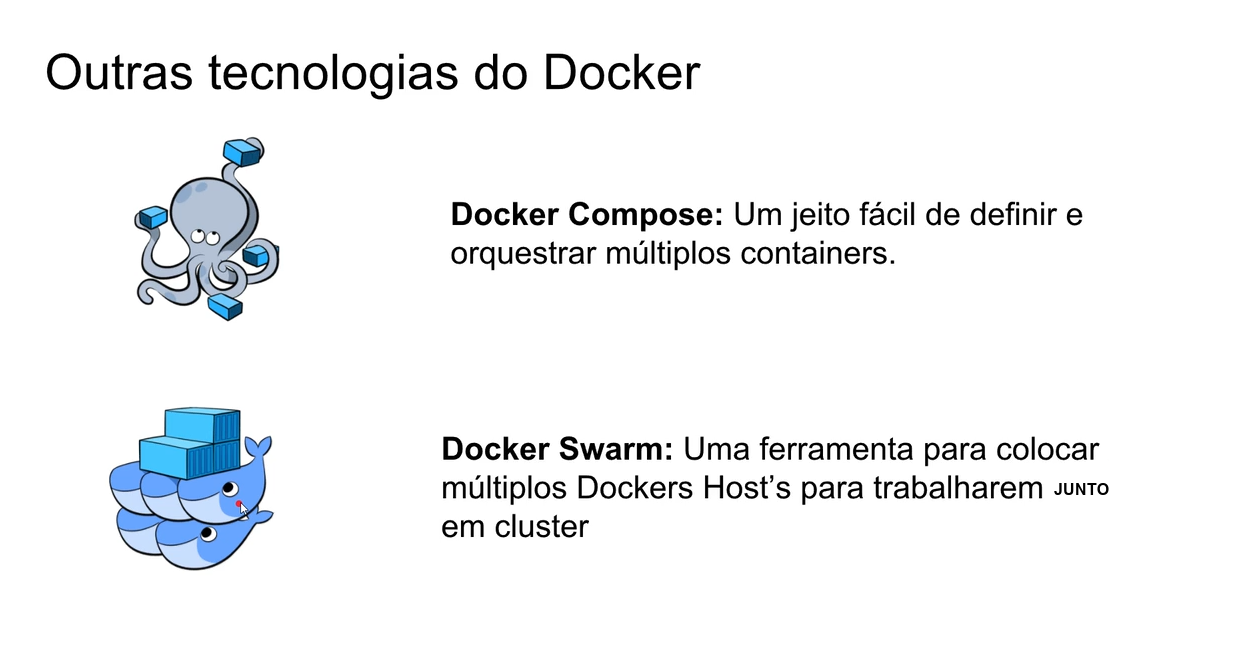 Outras tecnologias do Docker
Docker Compose: Um jeito fácil de definir e
orquestrar múltiplos containers.
Docker Swarm: Uma ferramenta para colocar
múltiplos Dockers Host’s para trabalharem JUNTO
em cluster